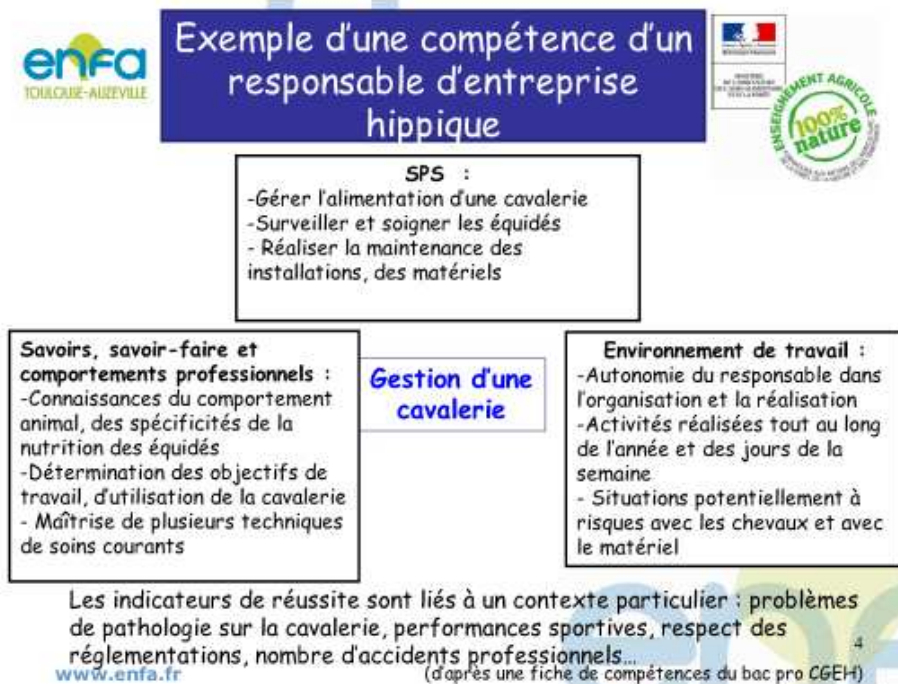 enfa
TOULOUSE-AUZEVILLE
Exemple d'une compétence d'un
responsable d'entreprise
hippique
ENSEIGNEMENT AGRICOLE
100%
nature
SPS :
-Gérer l'alimentation d'une cavalerie
-Surveiller et soigner les équidés
- Réaliser la maintenance des
installations, des matériels
Savoirs, savoir-faire et
comportements professionnels :
-Connaissances du comportement
animal, des spécificités de la
nutrition des équidés
-Détermination des objectifs de
travail, d'utilisation de la cavalerie
- Maîtrise de plusieurs techniques
de soins courants
Gestion d'une
cavalerie
Environnement de travail :
-Autonomie du responsable dans
l'organisation et la réalisation
-Activités réalisées tout au long
de l'année et des jours de la
semaine
- Situations potentiellement à
risques avec les chevaux et avec
le matériel
Les indicateurs de réussite sont liés à un contexte particulier : problèmes
de pathologie sur la cavalerie, performances sportives, respect des
réglementations, nombre d'accidents professionnels…
4
www.enfa.fr
(d'après une fiche de compétences du bac pro CGEH)